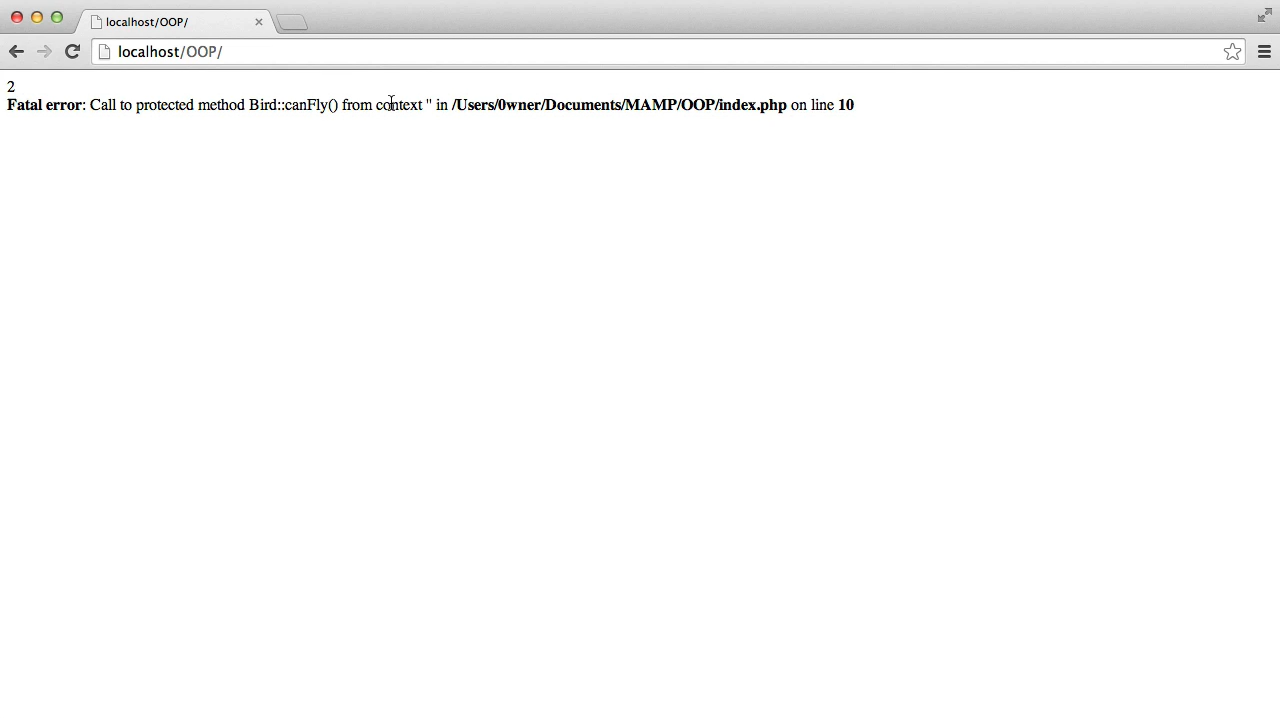 localhost/OOP/
localhost/OOP/
2
Fatal error: Call to protected method Bird::canFly() from context '' in /Users/0wner/Documents/MAMP/OOP/index.php on line 10